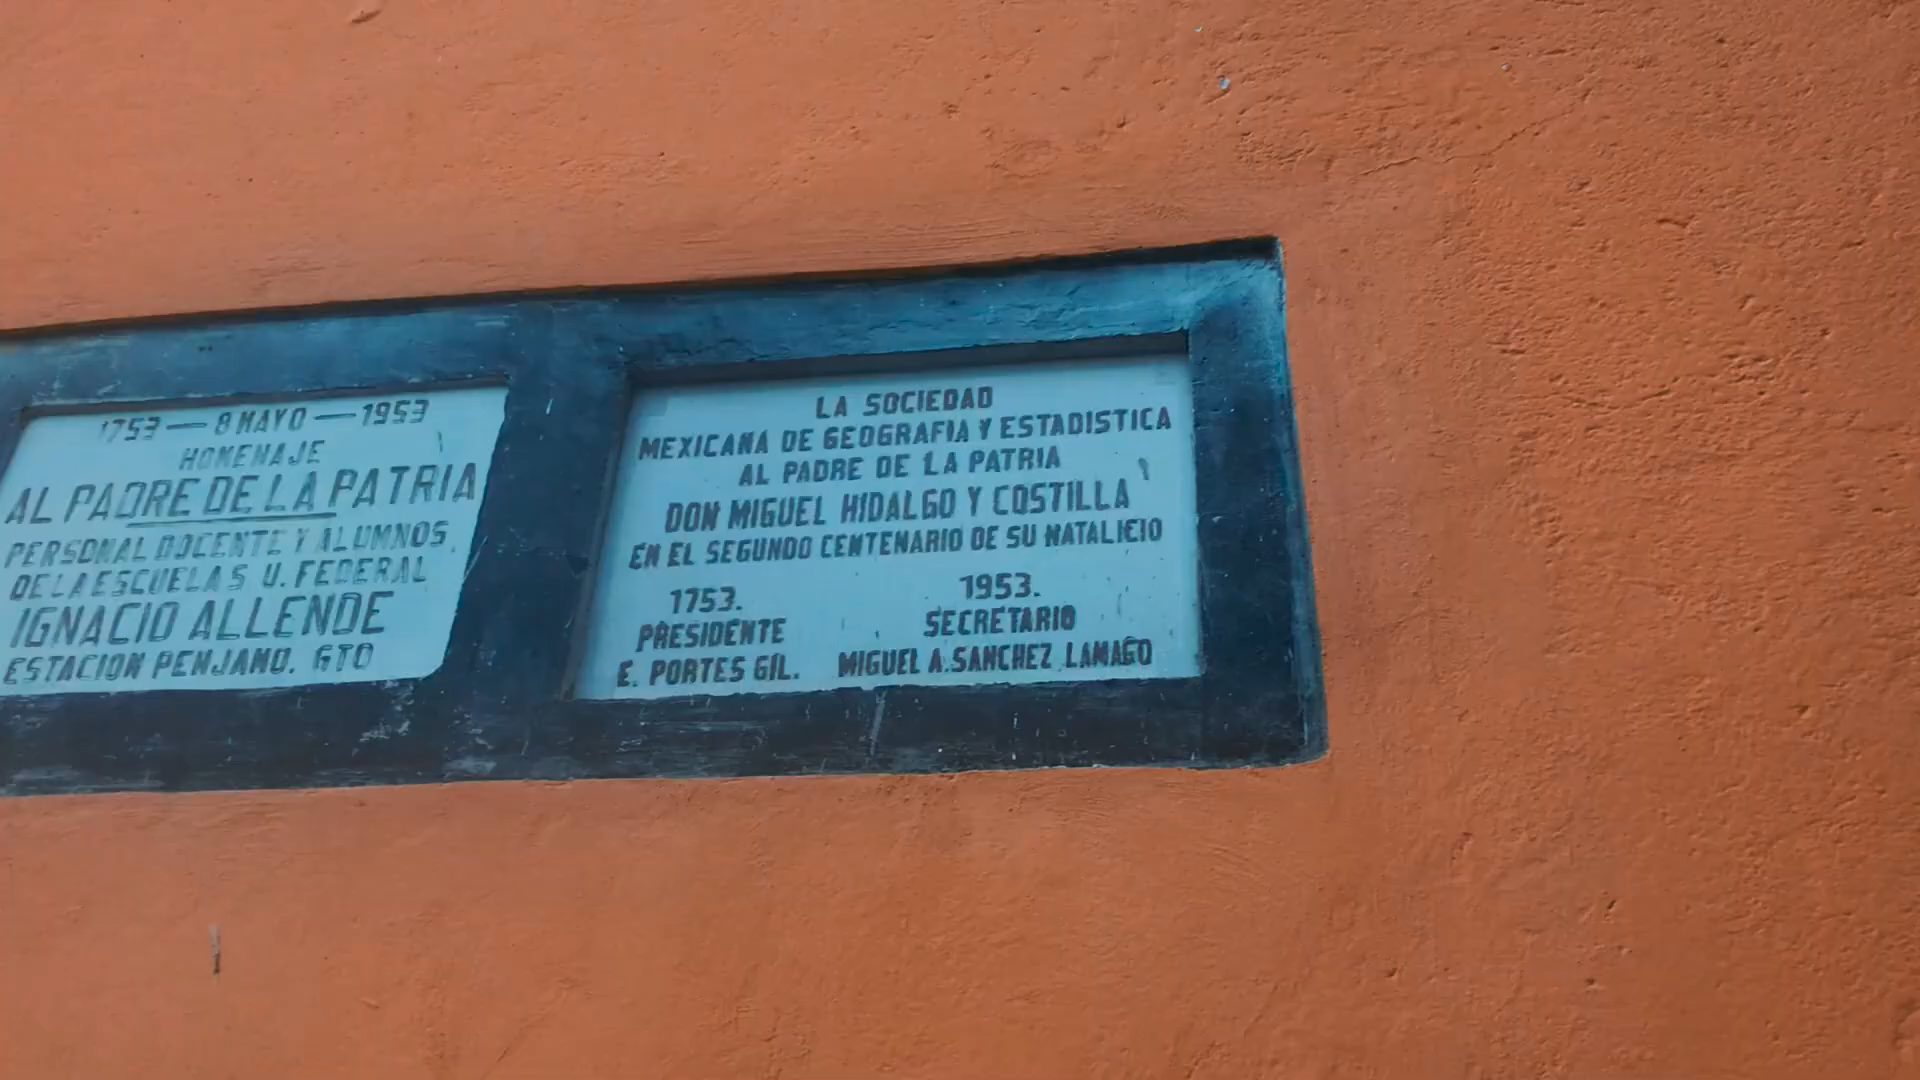 1753 — 8 MAYO — 1953
HOMENAJE
AL PADRE DE LA PATRIA
PERSONAL DOCENTE Y ALUMNOS
DE LA ESCUELA S U. FEDERAL
IGNACIO ALLENDE
ESTACION PENJAMO. GTO
LA SOCIEDAD
MEXICANA DE GEOGRAFIA Y ESTADISTICA
AL PADRE DE LA PATRIA
DON MIGUEL HIDALGO Y COSTILLA
EN EL SEGUNDO CENTENARIO DE SU NATALICIO
1753. 1953.
PRESIDENTE SECRETARIO
E. PORTES GIL. MIGUEL A. SANCHEZ LAMAGO